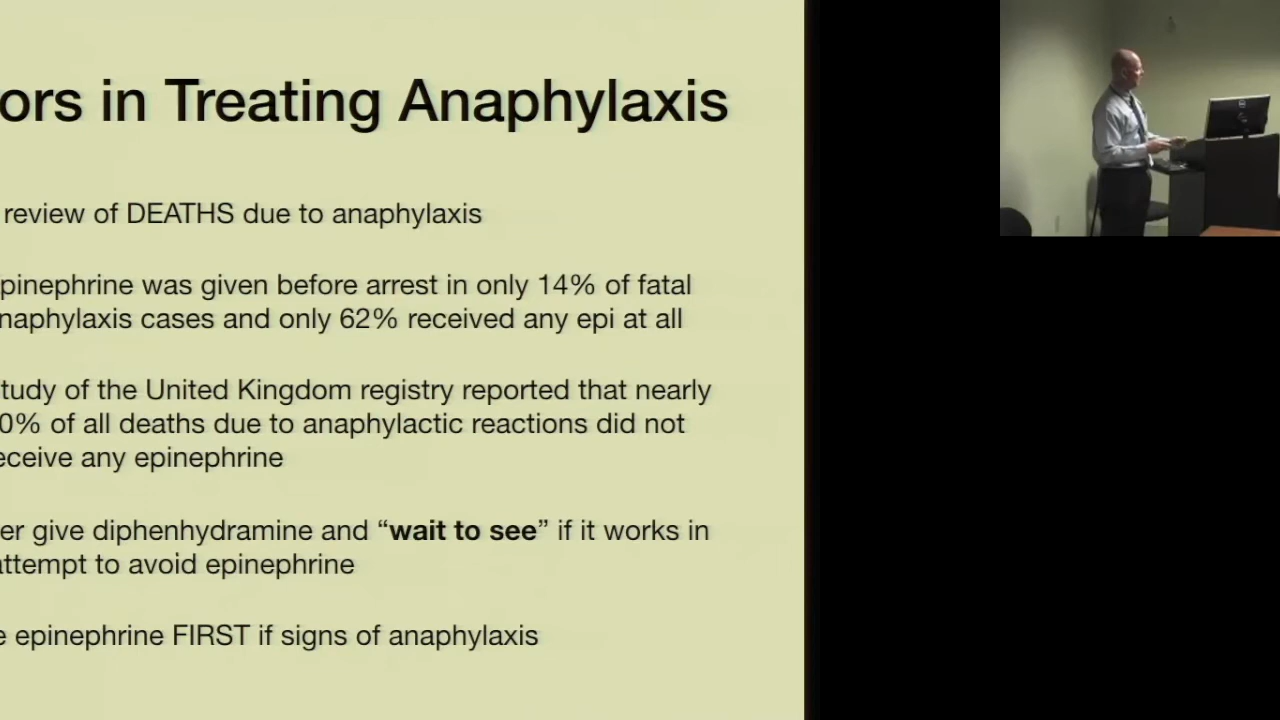 ors in Treating Anaphylaxis
review of DEATHS due to anaphylaxis
pinephrine was given before arrest in only 14% of fatal
naphylaxis cases and only 62% received any epi at all
tudy of the United Kingdom registry reported that nearly
0% of all deaths due to anaphylactic reactions did not
eceive any epinephrine
er give diphenhydramine and “wait to see” if it works in
attempt to avoid epinephrine
e epinephrine FIRST if signs of anaphylaxis